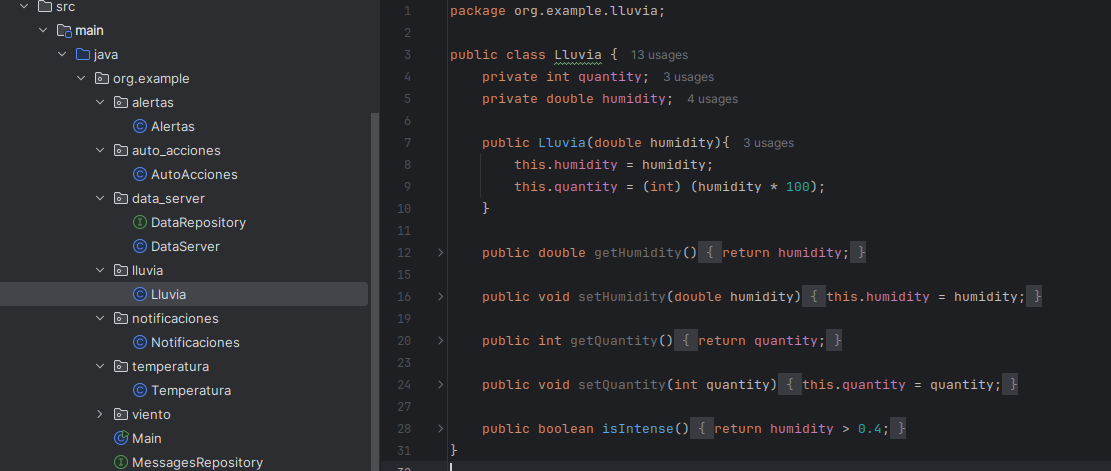 src
main
java
org.example
alertas
Alertas
auto_acciones
AutoAcciones
data_server
DataRepository
DataServer
lluvia
Lluvia
notificaciones
Notificaciones
temperatura
Temperatura
viento
Main
MessagesRepository
1 package org.example.lluvia;
2
3 public class Lluvia { 13 usages
4 private int quantity; 3 usages
5 private double humidity; 4 usages
6
7 public Lluvia(double humidity){ 3 usages
8 this.humidity = humidity;
9 this.quantity = (int) (humidity * 100);
10 }
11
12 public double getHumidity() { return humidity; }
15
16 public void setHumidity(double humidity) { this.humidity = humidity; }
19
20 public int getQuantity() { return quantity; }
23
24 public void setQuantity(int quantity) { this.quantity = quantity; }
27
28 public boolean isIntense() { return humidity > 0.4; }
31 }
32